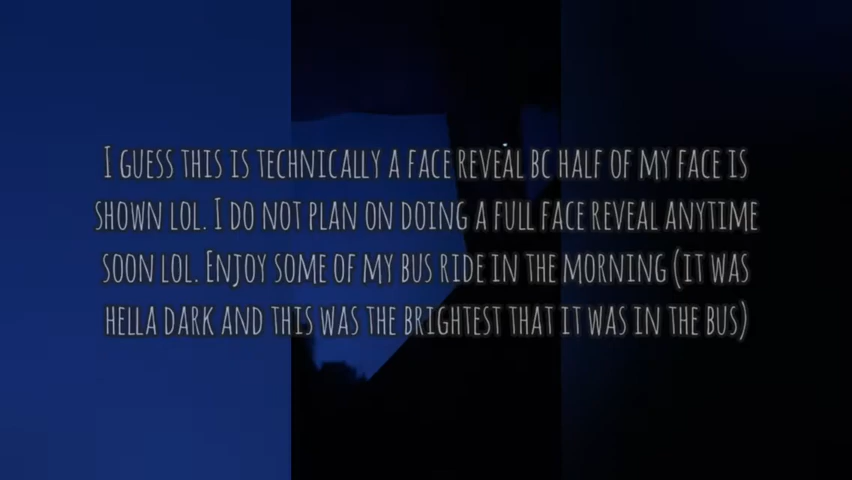 I GUESS THIS IS TECHNICALLY A FACE REVEAL BC HALF OF MY FACE IS
SHOWN LOL. I DO NOT PLAN ON DOING A FULL FACE REVEAL ANYTIME
SOON LOL. ENJOY SOME OF MY BUS RIDE IN THE MORNING (IT WAS
HELLA DARK AND THIS WAS THE BRIGHTEST THAT IT WAS IN THE BUS)